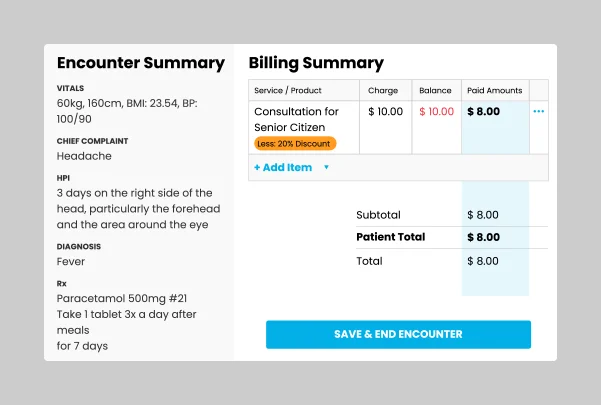 Encounter Summary
VITALS
60kg, 160cm, BMI: 23.54, BP:
100/90
CHIEF COMPLAINT
Headache
HPI
3 days on the right side of the
head, particularly the forehead
and the area around the eye
DIAGNOSIS
Fever
Rx
Paracetamol 500mg #21
Take 1 tablet 3x a day after
meals
for 7 days
Billing Summary
Service / Product Charge Balance Paid Amounts
Consultation for $ 10.00 $ 10.00 $ 8.00
Senior Citizen
Less: 20% Discount
+ Add Item
Subtotal $ 8.00
Patient Total $ 8.00
Total $ 8.00
SAVE & END ENCOUNTER